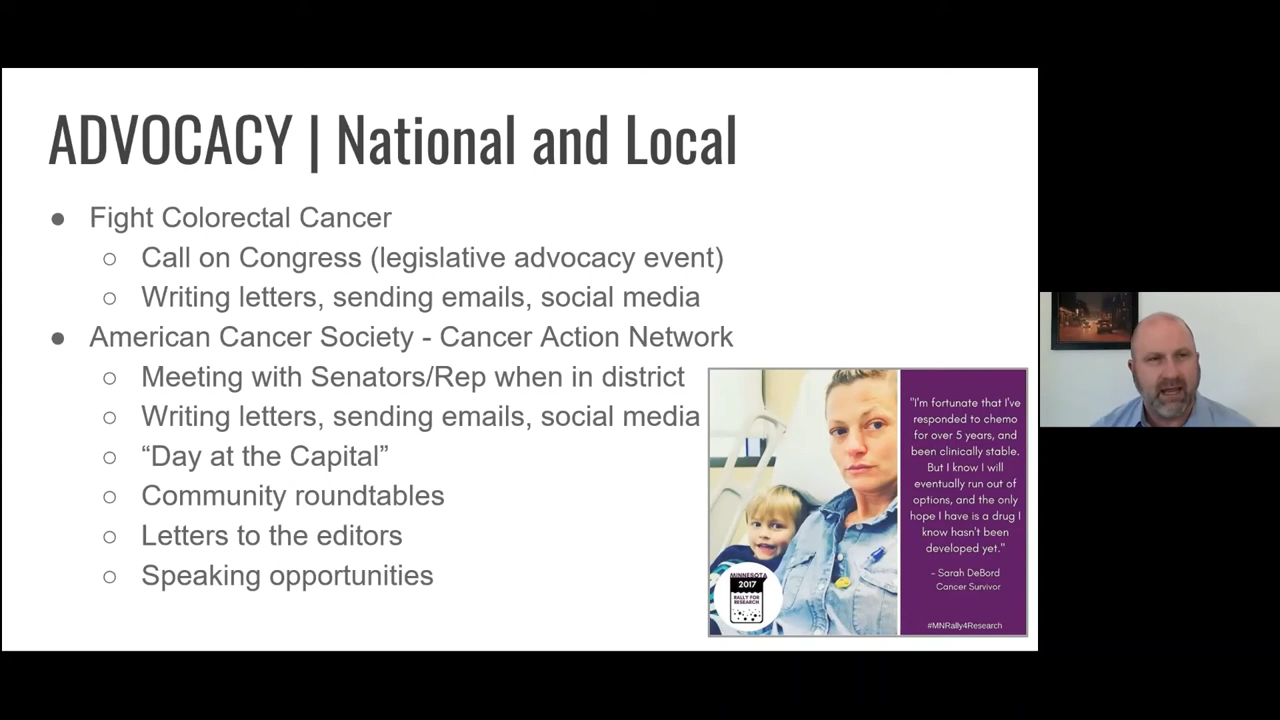 ADVOCACY | National and Local
● Fight Colorectal Cancer
○ Call on Congress (legislative advocacy event)
○ Writing letters, sending emails, social media
● American Cancer Society - Cancer Action Network
○ Meeting with Senators/Rep when in district
○ Writing letters, sending emails, social media
○ “Day at the Capital”
○ Community roundtables
○ Letters to the editors
○ Speaking opportunities
MINNESOTA
2017
RALLY FOR
RESEARCH
"I'm fortunate that I've
responded to chemo
for over 5 years, and
been clinically stable.
But I know I will
eventually run out of
options, and the only
hope I have is a drug I
know hasn't been
developed yet."
- Sarah DeBord
Cancer Survivor
#MNRally4Research